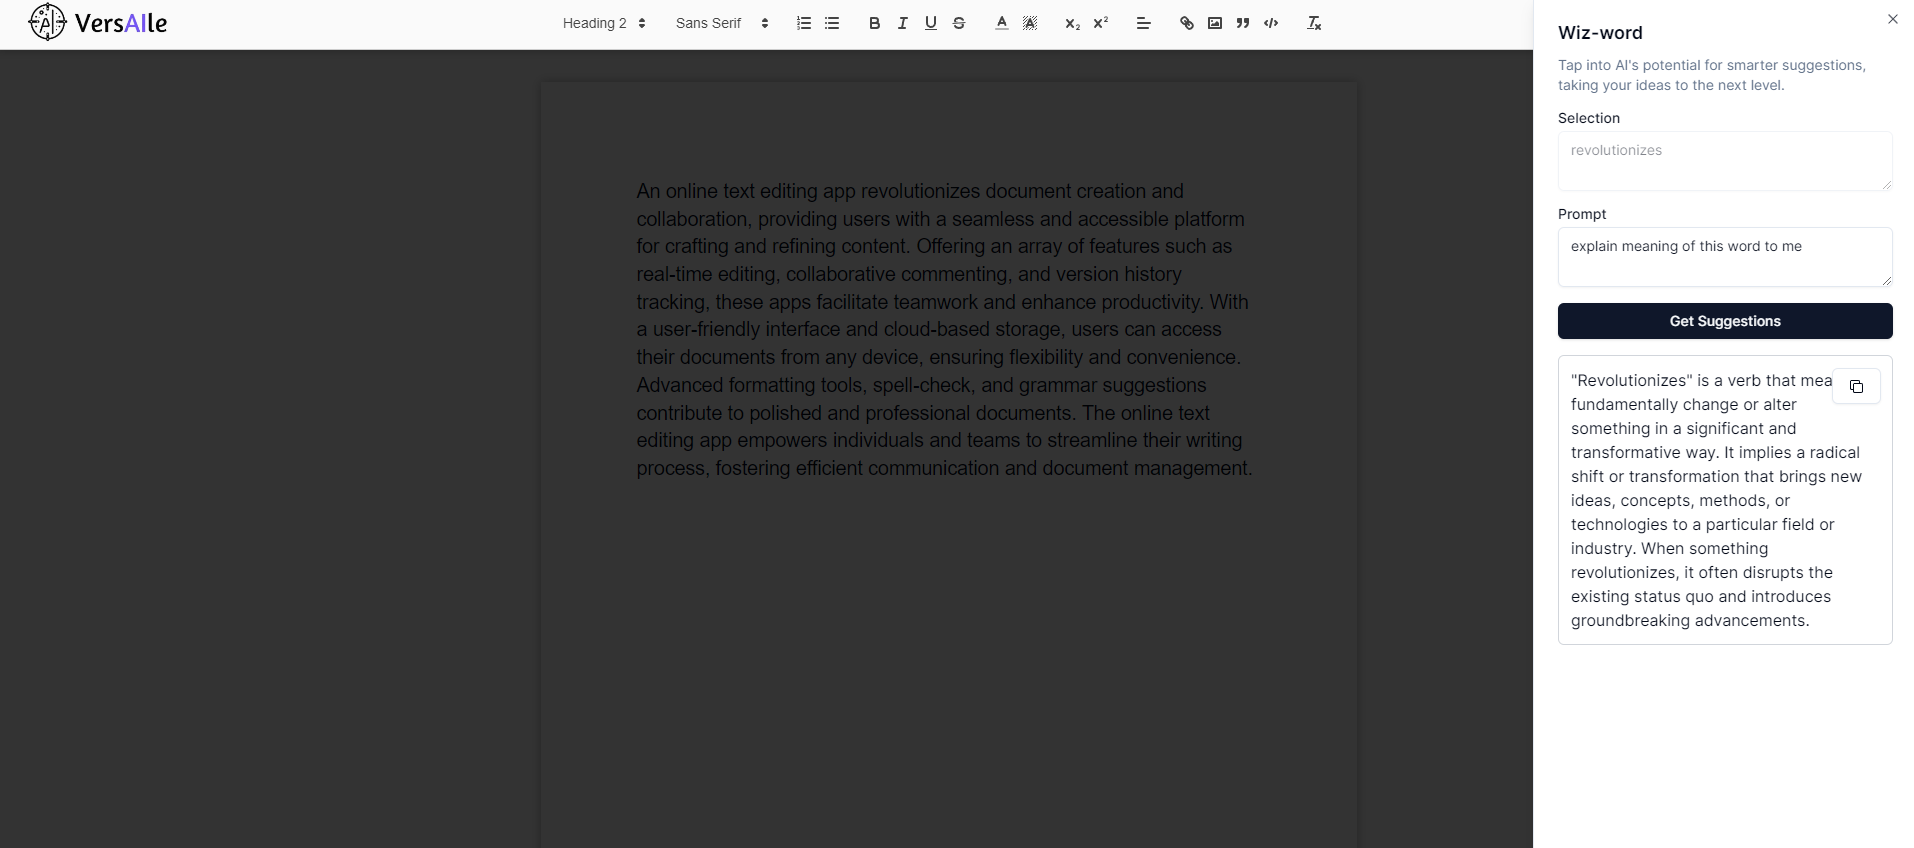 VersAIle
Heading 2
Sans Serif
Wiz-word
Tap into AI's potential for smarter suggestions,
taking your ideas to the next level.
Selection
revolutionizes
Prompt
explain meaning of this word to me
Get Suggestions
"Revolutionizes" is a verb that mea
fundamentally change or alter
something in a significant and
transformative way. It implies a radical
shift or transformation that brings new
ideas, concepts, methods, or
technologies to a particular field or
industry. When something
revolutionizes, it often disrupts the
existing status quo and introduces
groundbreaking advancements.
An online text editing app revolutionizes document creation and
collaboration, providing users with a seamless and accessible platform
for crafting and refining content. Offering an array of features such as
real-time editing, collaborative commenting, and version history
tracking, these apps facilitate teamwork and enhance productivity. With
a user-friendly interface and cloud-based storage, users can access
their documents from any device, ensuring flexibility and convenience.
Advanced formatting tools, spell-check, and grammar suggestions
contribute to polished and professional documents. The online text
editing app empowers individuals and teams to streamline their writing
process, fostering efficient communication and document management.